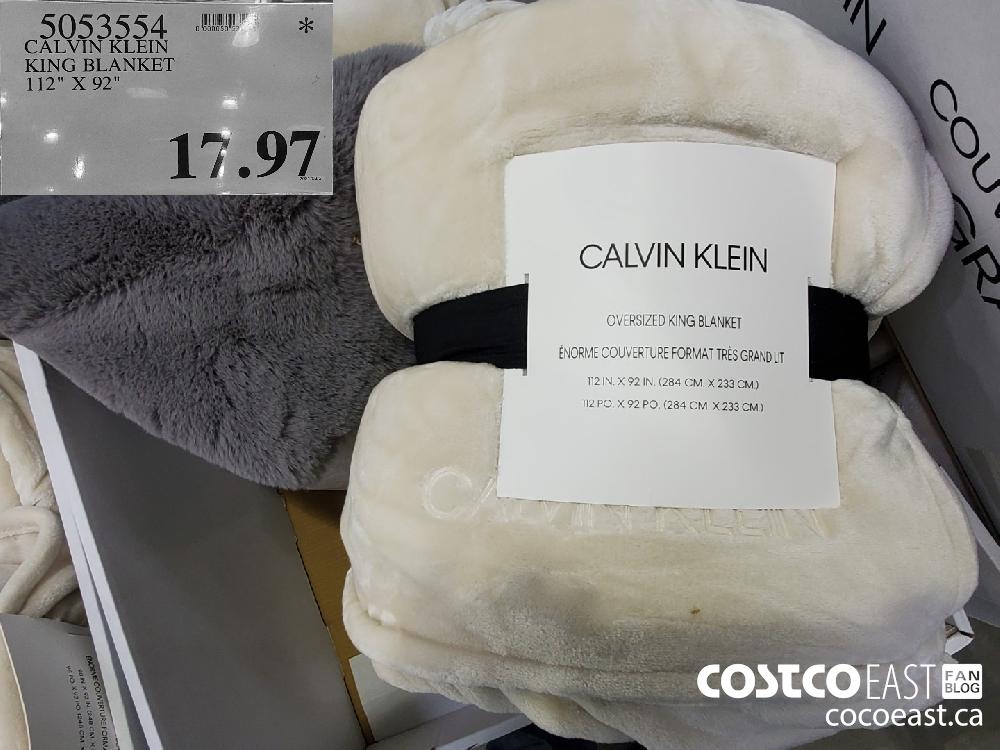 5053554
*
CALVIN KLEIN
KING BLANKET
112" X 92"
17.97
CALVIN KLEIN
OVERSIZED KING BLANKET
ÉNORME COUVERTURE FORMAT TRÈS GRAND LIT
112 IN. X 92 IN. (284 CM. X 233 CM.)
112 PO. X 92 PO. (284 CM. X 233 CM.)
CALVIN KLEIN
COSTCO EAST FAN BLOG
cocoeast.ca